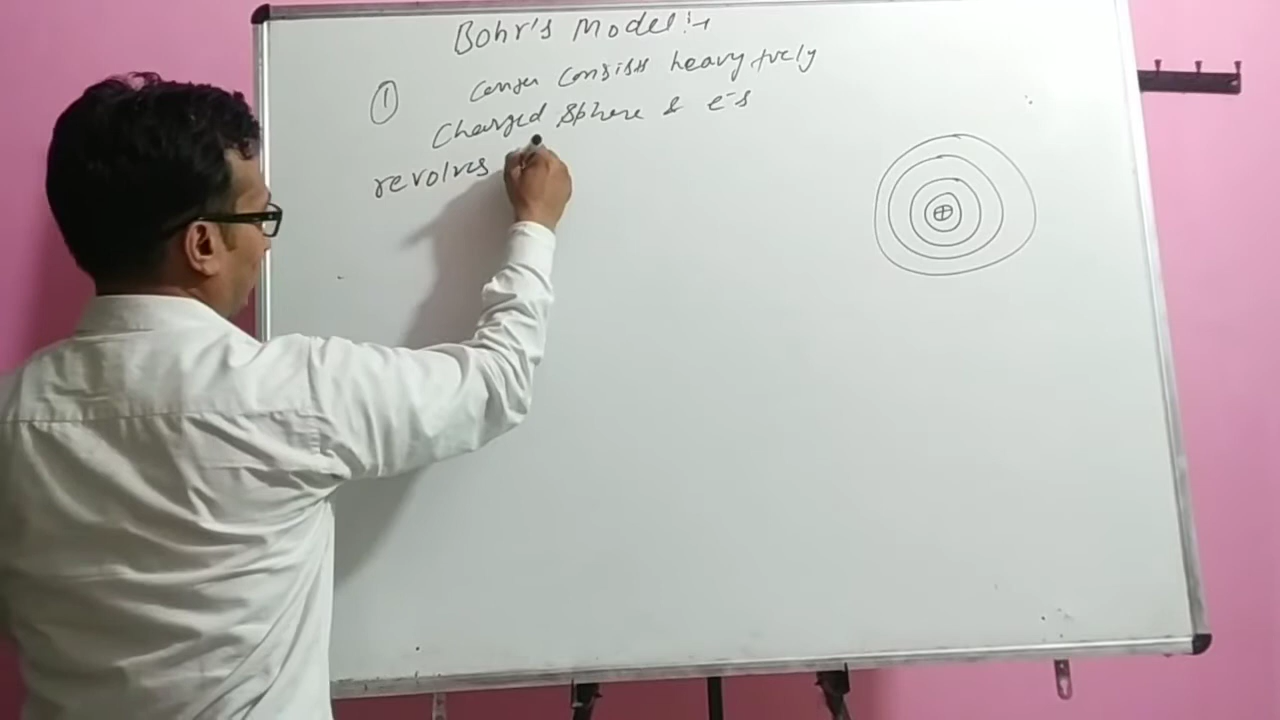 Bohr's Model :→
① Center Consists heavy +vely
Charged Sphere & e⁻s
revolves
+